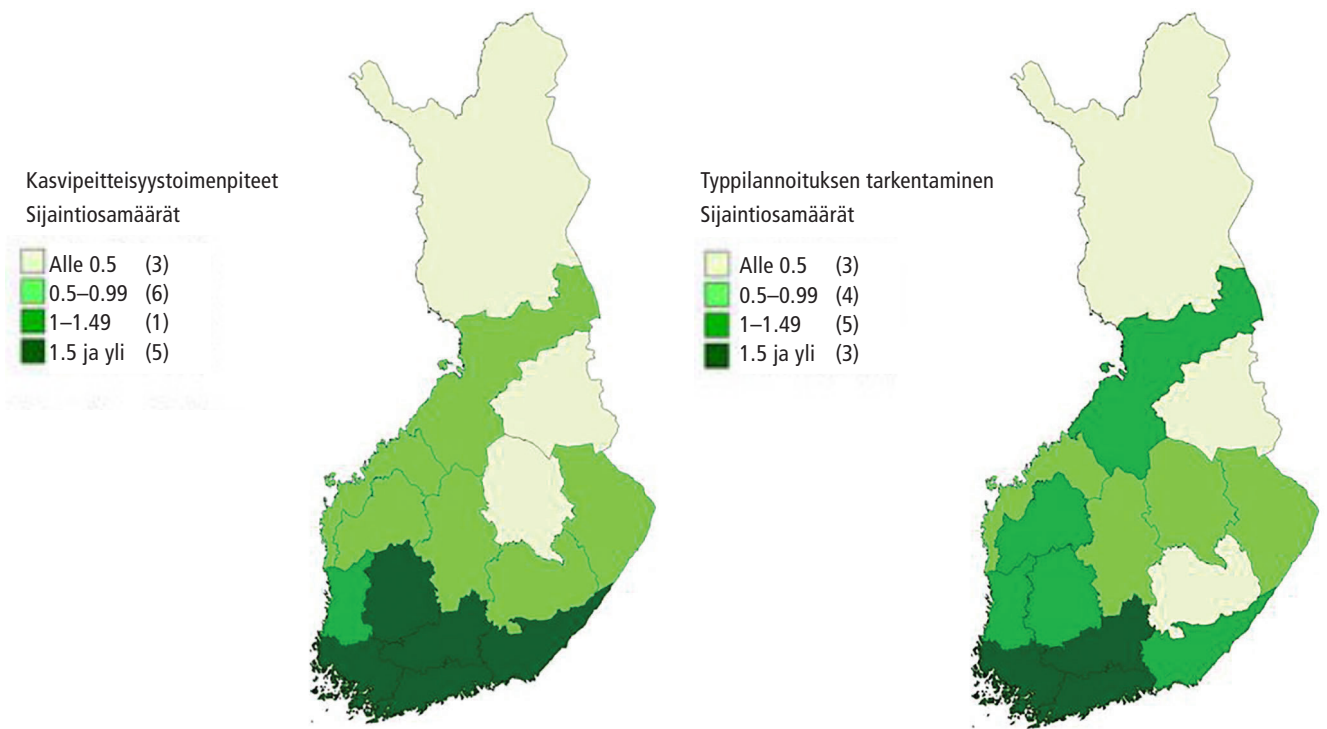 Kasvipeitteisyystoimenpiteet
Sijaintiosamäärät
Alle 0.5 (3)
0.5–0.99 (6)
1–1.49 (1)
1.5 ja yli (5)
Typpilannoituksen tarkentaminen
Sijaintiosamäärät
Alle 0.5 (3)
0.5–0.99 (4)
1–1.49 (5)
1.5 ja yli (3)